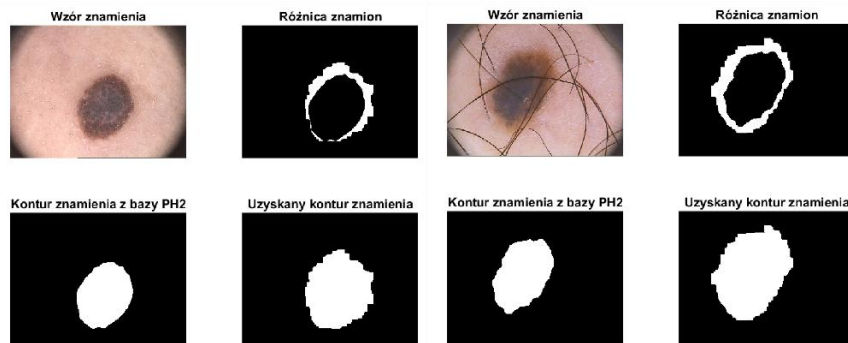 Wzór znamienia
Różnica znamion
Wzór znamienia
Różnica znamion
Kontur znamienia z bazy PH2
Uzyskany kontur znamienia
Kontur znamienia z bazy PH2
Uzyskany kontur znamienia